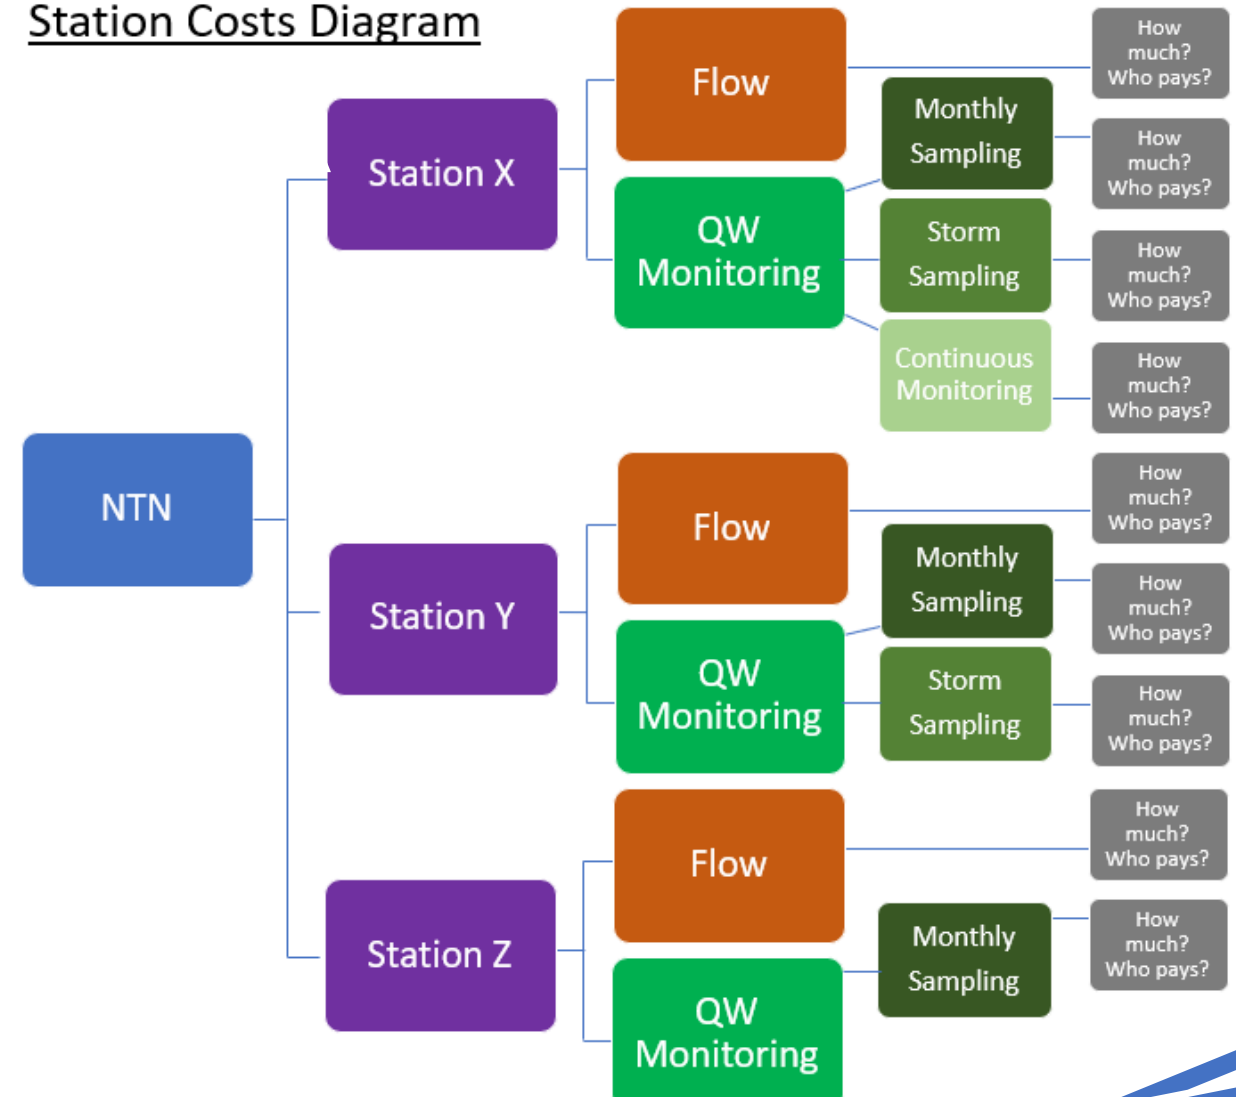 Station Costs Diagram
NTN
Station X
Flow
How
much?
Who pays?
QW
Monitoring
Monthly
Sampling
How
much?
Who pays?
Storm
Sampling
How
much?
Who pays?
Continuous
Monitoring
How
much?
Who pays?
Station Y
Flow
How
much?
Who pays?
QW
Monitoring
Monthly
Sampling
How
much?
Who pays?
Storm
Sampling
How
much?
Who pays?
Station Z
Flow
How
much?
Who pays?
QW
Monitoring
Monthly
Sampling
How
much?
Who pays?